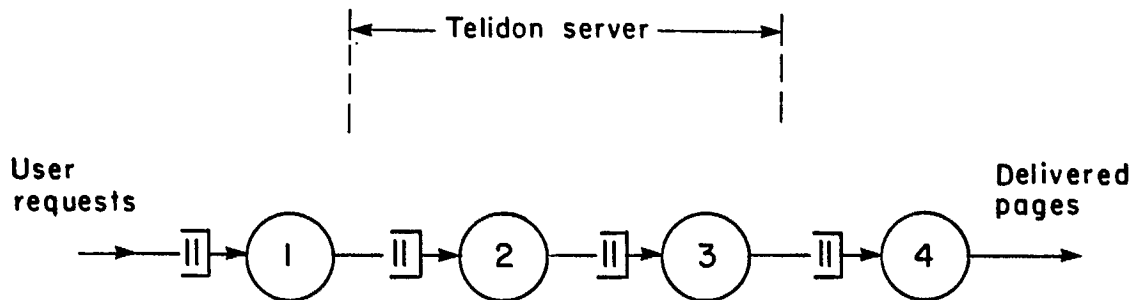 Telidon server
User
requests
Delivered
pages
1
2
3
4